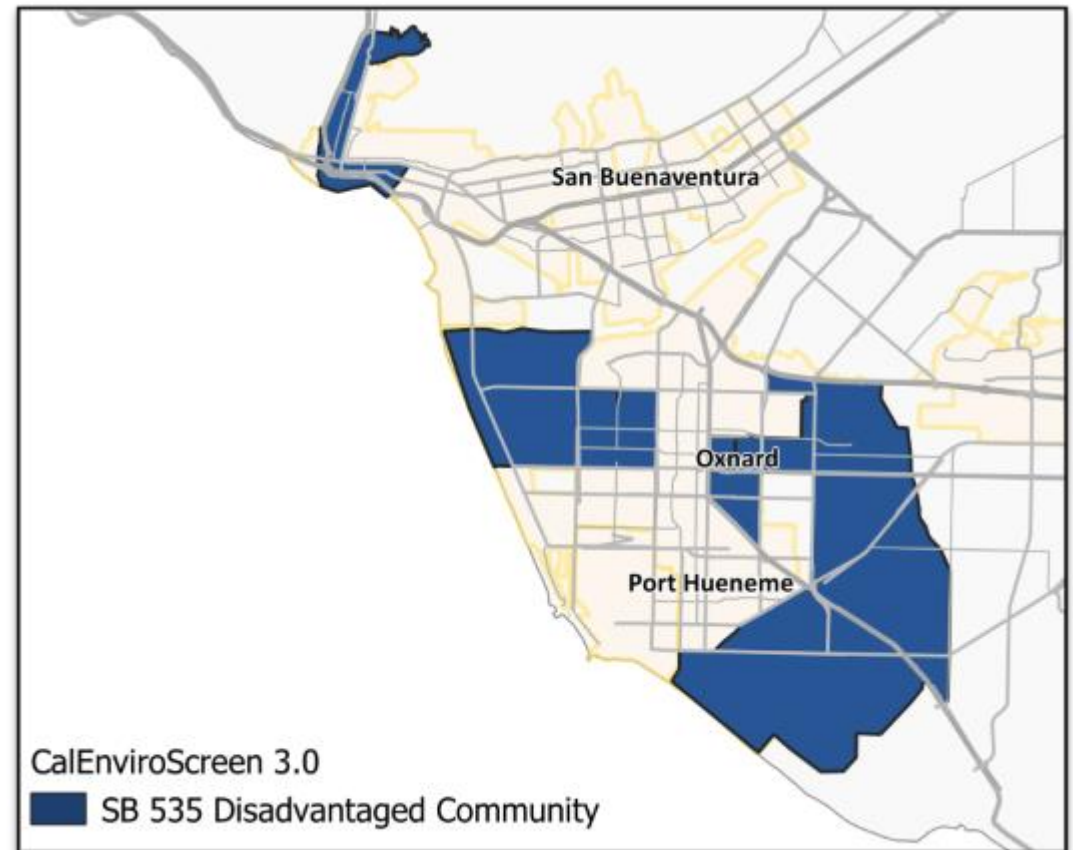 San Buenaventura
Oxnard
Port Hueneme
CalEnviroScreen 3.0
SB 535 Disadvantaged Community